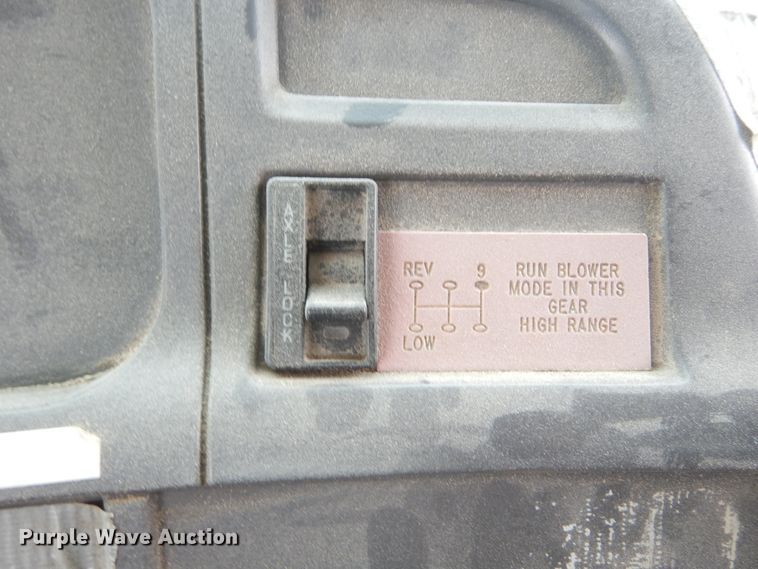 AXLE LOCK
REV 9
LOW
RUN BLOWER
MODE IN THIS
GEAR
HIGH RANGE
Purple Wave Auction